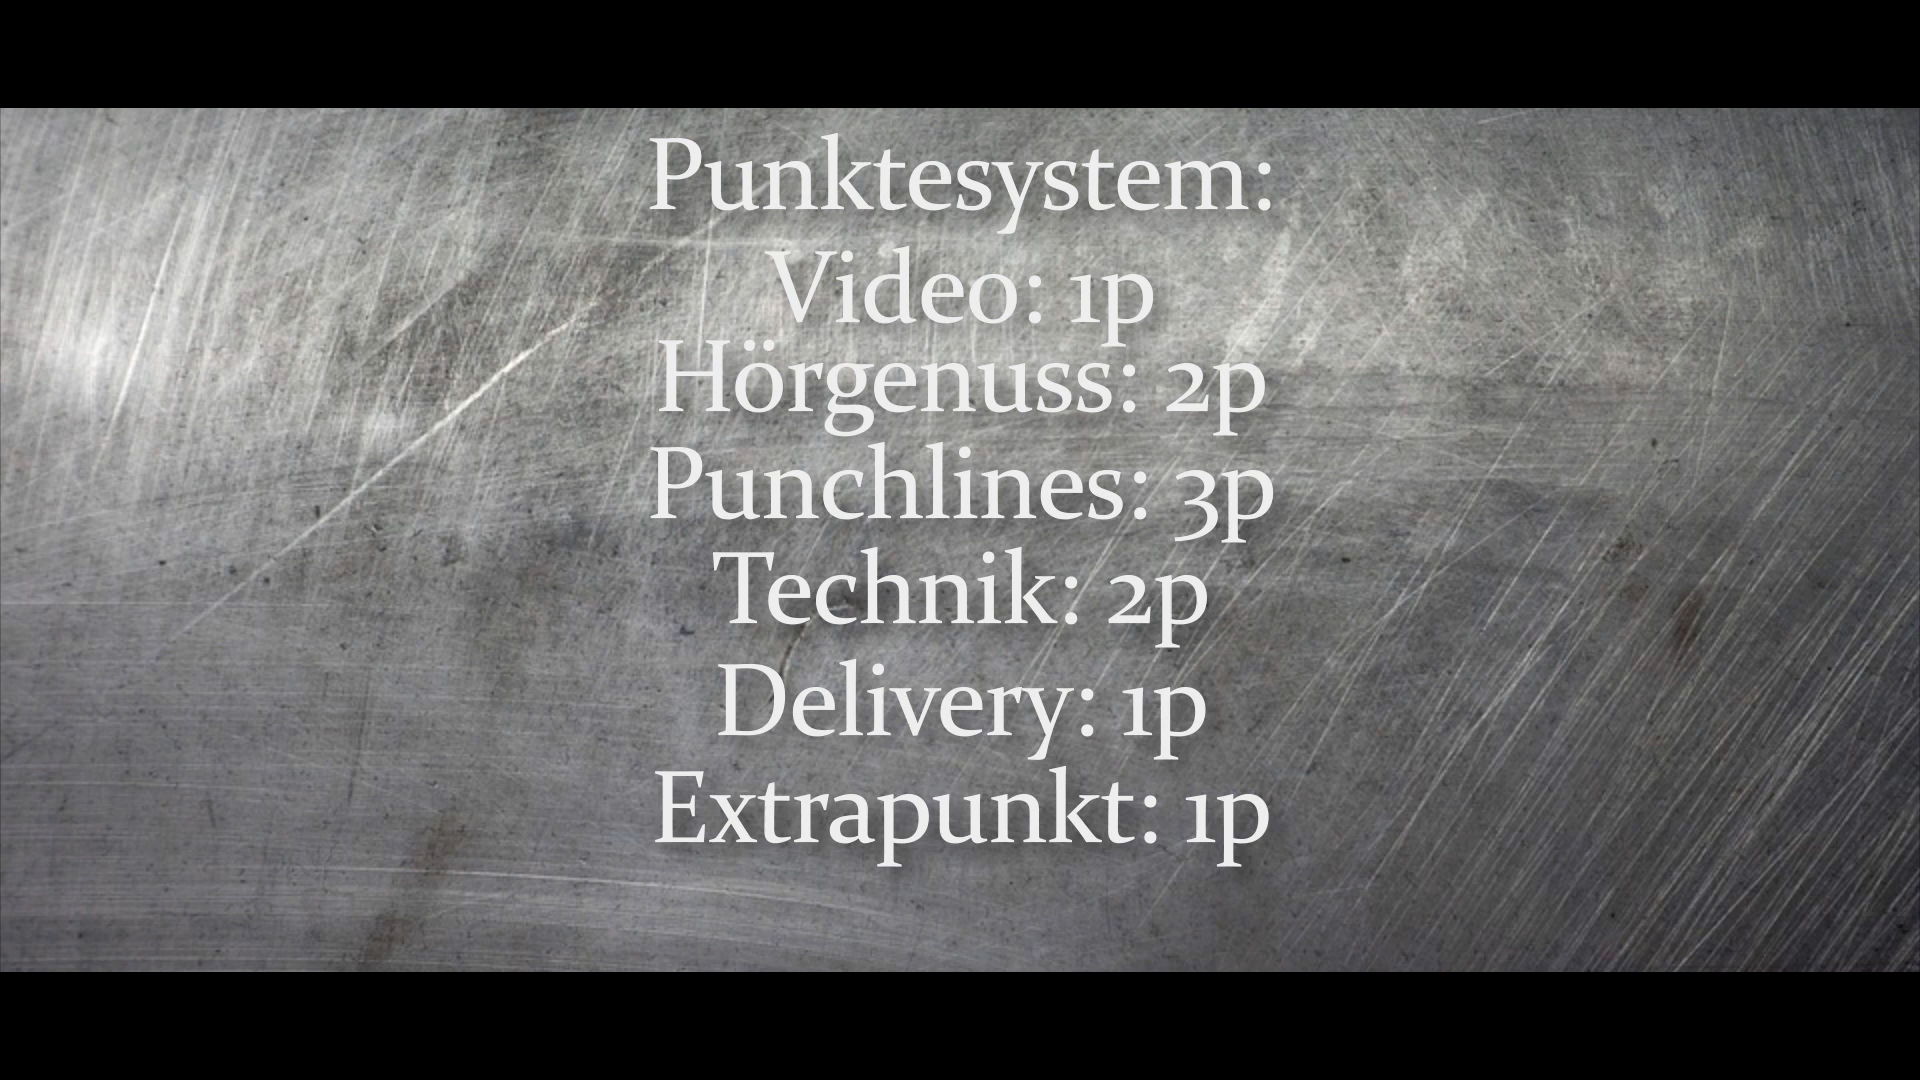 Punktesystem:
Video: 1p
Hörgenuss: 2p
Punchlines: 3p
Technik: 2p
Delivery: 1p
Extrapunkt: 1p